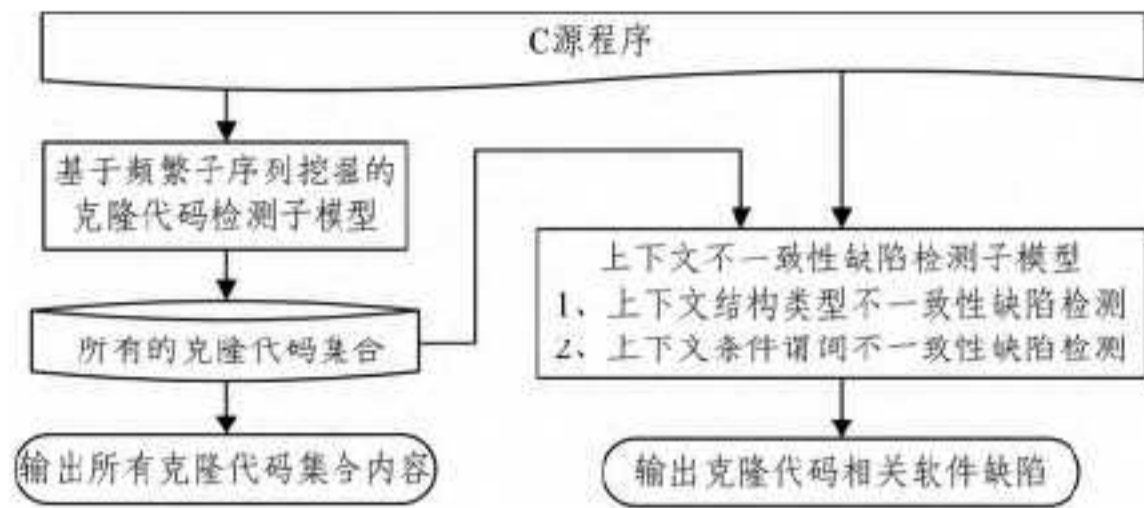 C源程序
基于频繁子序列挖掘的
克隆代码检测子模型
所有的克隆代码集合
输出所有克隆代码集合内容
上下文不一致性缺陷检测子模型
1、上下文结构类型不一致性缺陷检测
2、上下文条件谓词不一致性缺陷检测
输出克隆代码相关软件缺陷